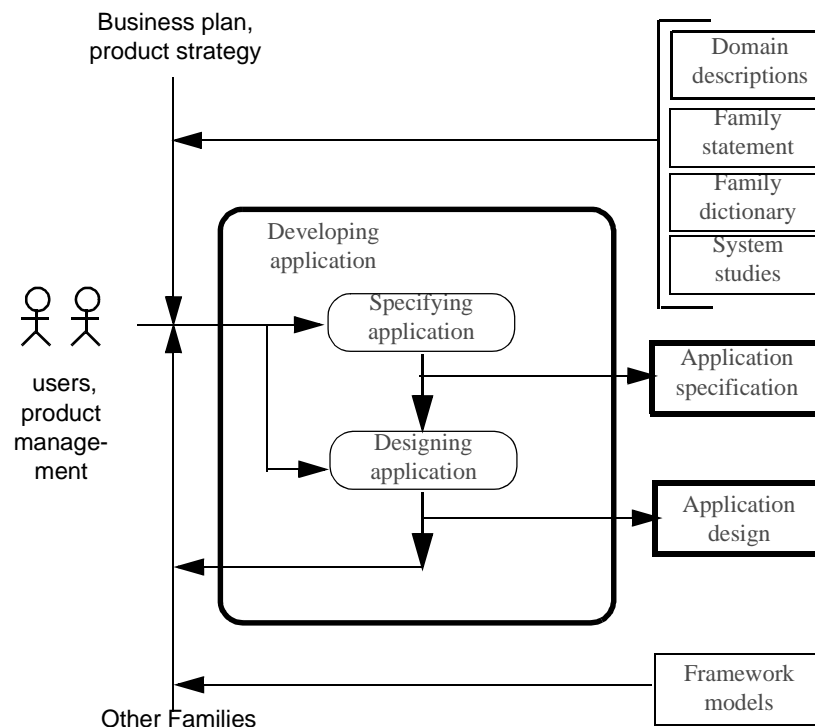 Business plan,
product strategy
Domain
descriptions
Family
statement
Family
dictionary
System
studies
Developing
application
Specifying
application
users,
product
manage-
ment
Application
specification
Designing
application
Application
design
Framework
models
Other Families